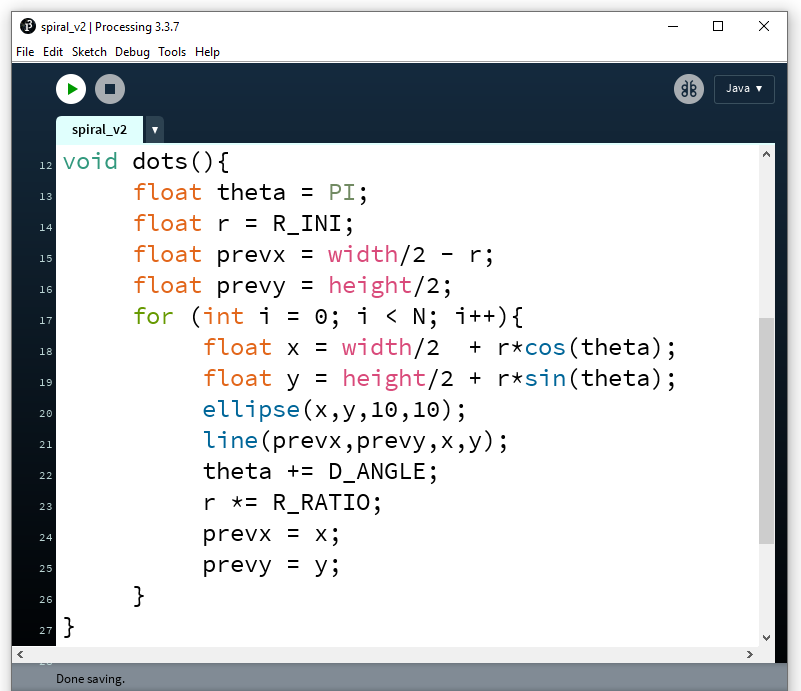 spiral_v2 | Processing 3.3.7
File Edit Sketch Debug Tools Help
Java ▼
spiral_v2 ▼
12 void dots(){
13 float theta = PI;
14 float r = R_INI;
15 float prevx = width/2 - r;
16 float prevy = height/2;
17 for (int i = 0; i < N; i++){
18 float x = width/2  + r*cos(theta);
19 float y = height/2 + r*sin(theta);
20 ellipse(x,y,10,10);
21 line(prevx,prevy,x,y);
22 theta += D_ANGLE;
23 r *= R_RATIO;
24 prevx = x;
25 prevy = y;
26 }
27 }
Done saving.